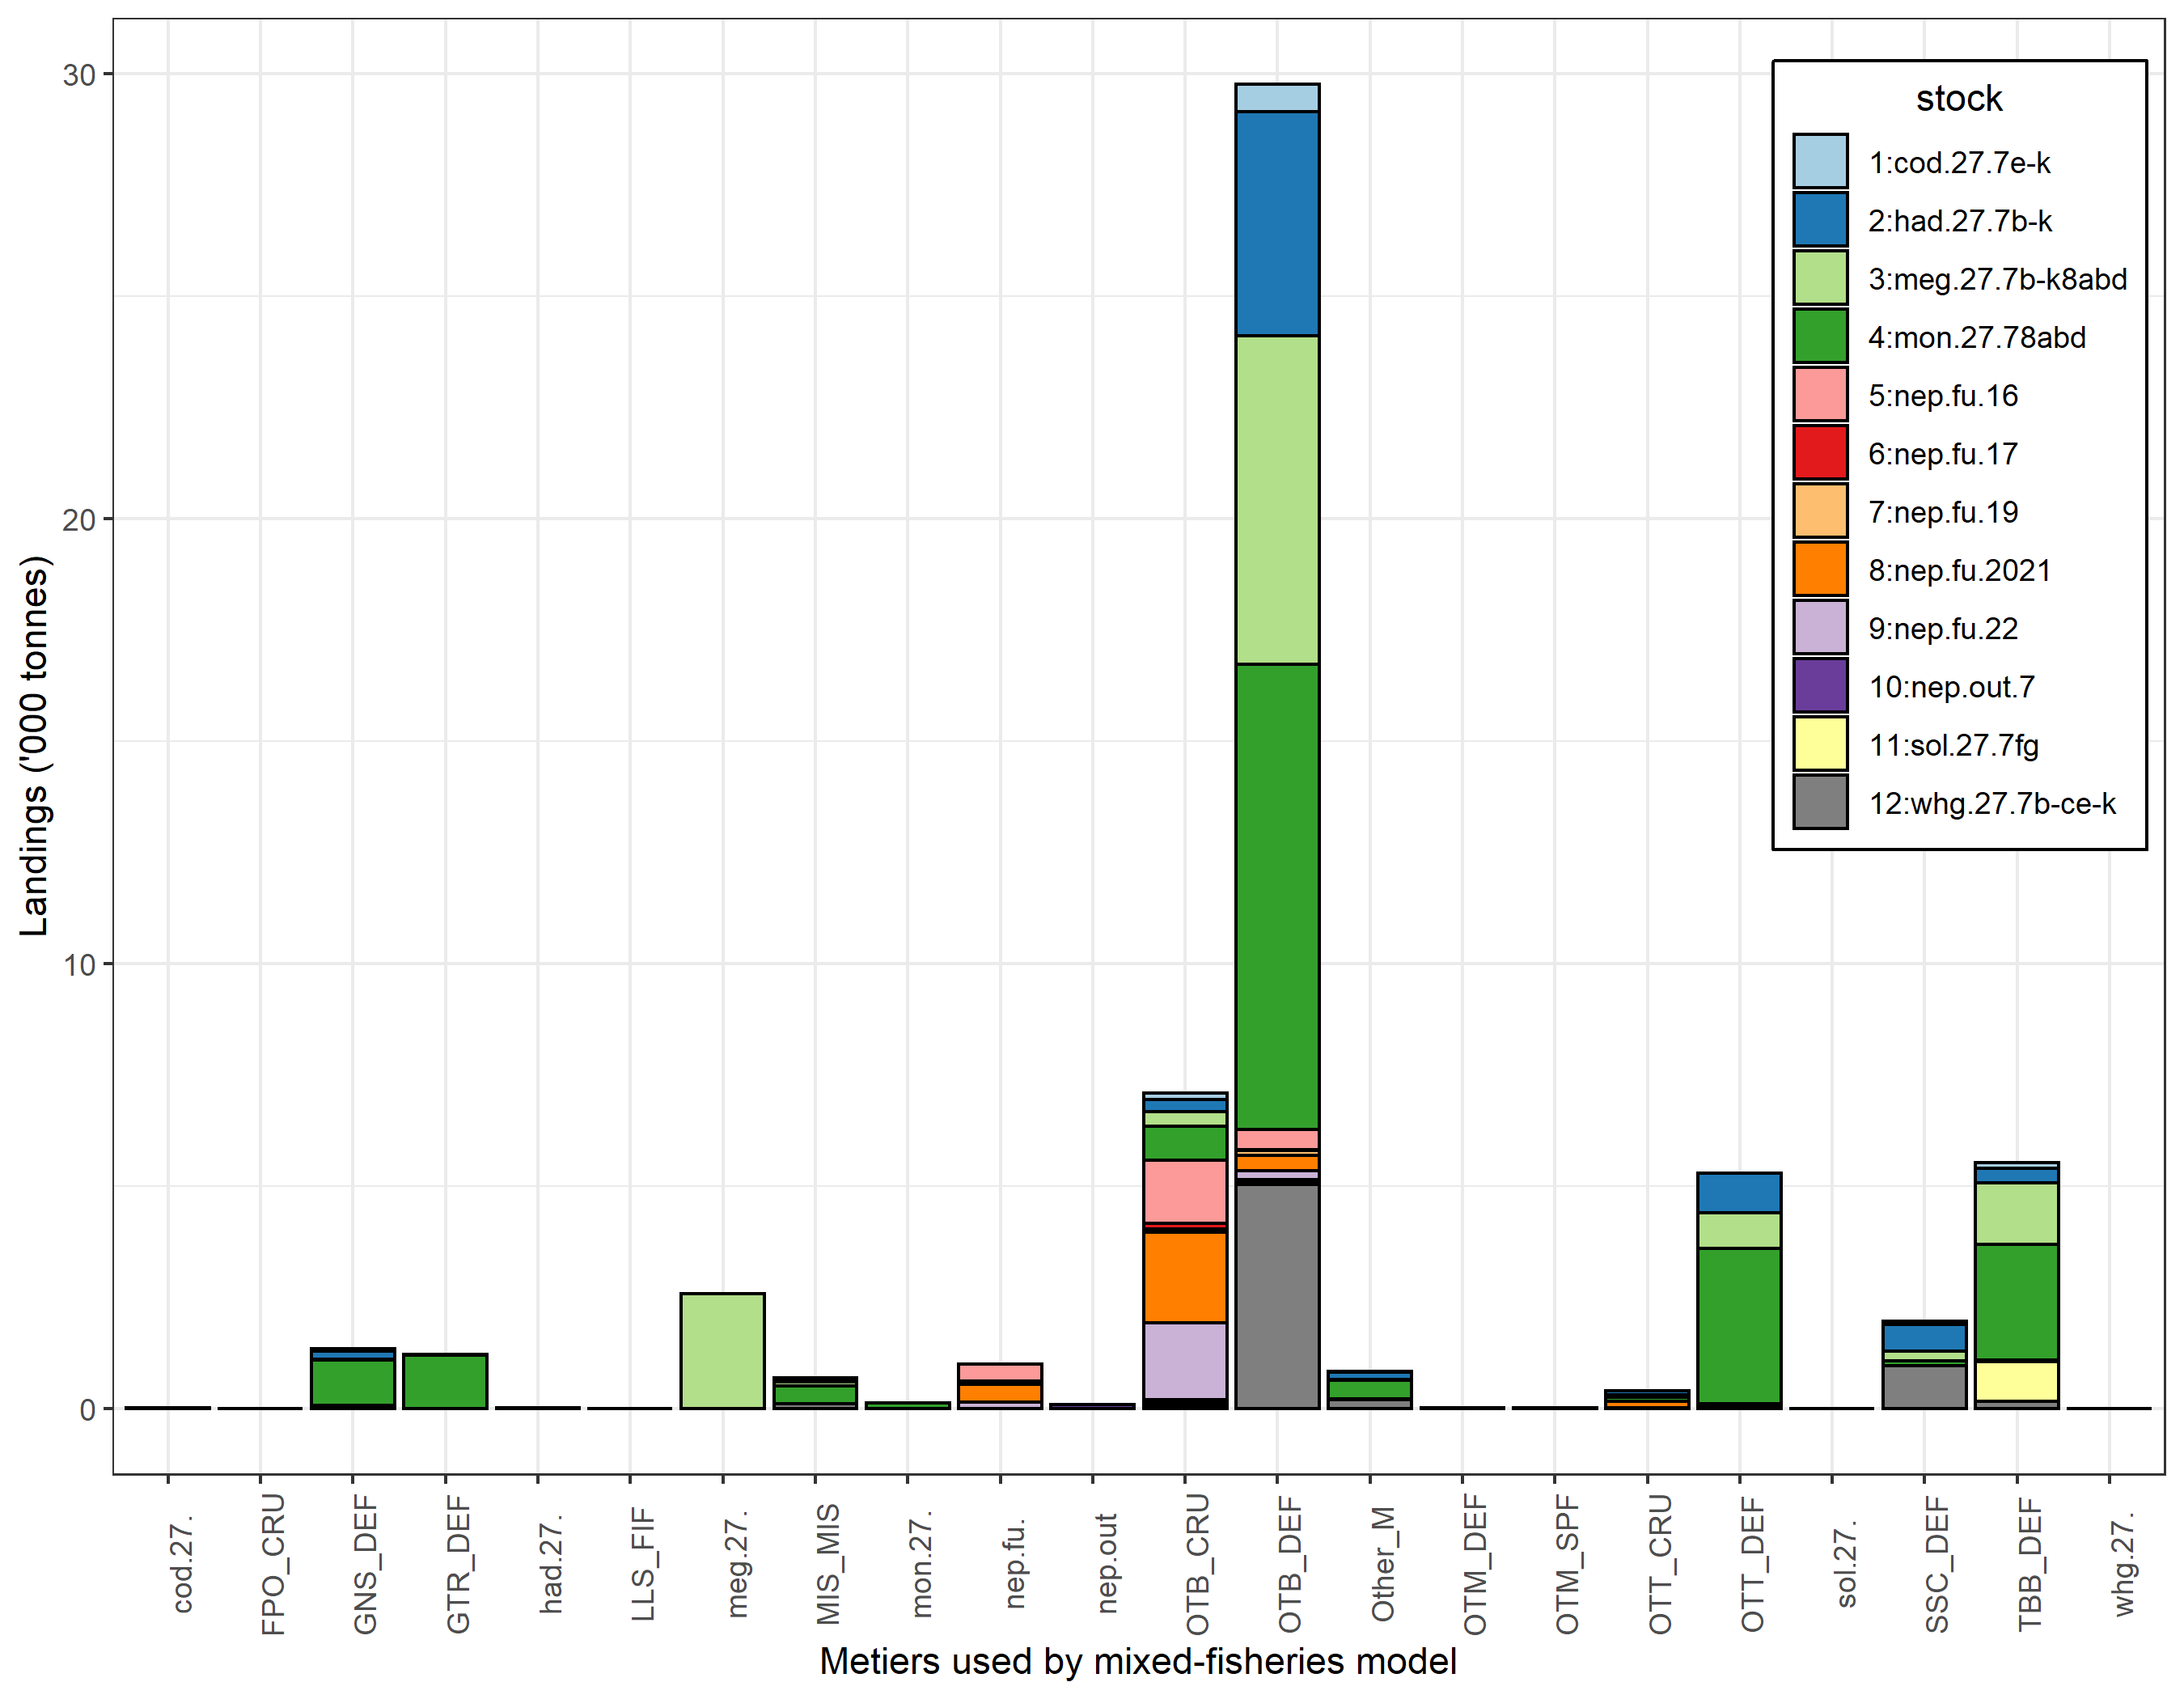 30
20
10
0
Landings ('000 tonnes)
stock
1:cod.27.7e-k
2:had.27.7b-k
3:meg.27.7b-k8abd
4:mon.27.78abd
5:nep.fu.16
6:nep.fu.17
7:nep.fu.19
8:nep.fu.2021
9:nep.fu.22
10:nep.out.7
11:sol.27.7fg
12:whg.27.7b-ce-k
cod.27.
FPO_CRU
GNS_DEF
GTR_DEF
had.27.
LLS_FIF
meg.27.
MIS_MIS
mon.27.
nep.fu.
nep.out
OTB_CRU
OTB_DEF
Other_M
OTM_DEF
OTM_SPF
OTT_CRU
OTT_DEF
sol.27.
SSC_DEF
TBB_DEF
whg.27.
Metiers used by mixed-fisheries model